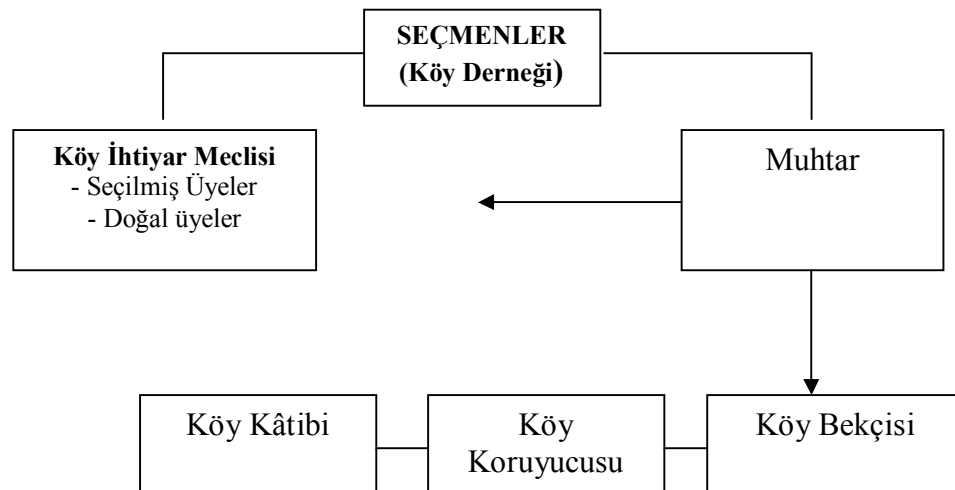 SEÇMENLER
(Köy Derneği)
Köy İhtiyar Meclisi
- Seçilmiş Üyeler
- Doğal üyeler
Muhtar
Köy Kâtibi
Köy
Koruyucusu
Köy Bekçisi